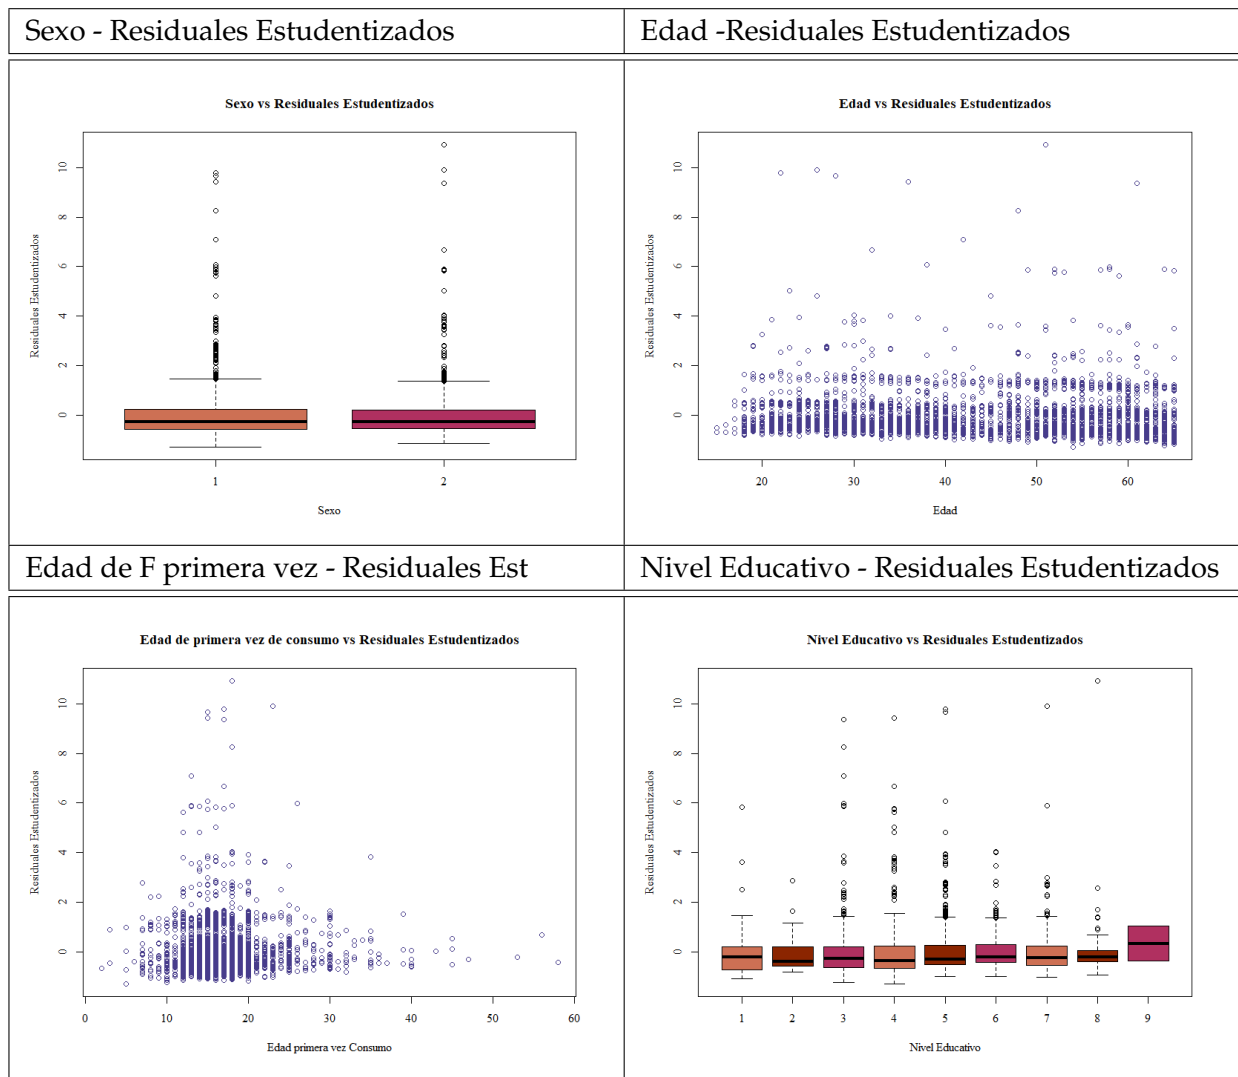 Sexo - Residuales Estudentizados
Edad -Residuales Estudentizados
Sexo vs Residuales Estudentizados
Residuales Estudentizados
0 2 4 6 8 10
1 2
Sexo
Edad vs Residuales Estudentizados
Residuales Estudentizados
0 2 4 6 8 10
20 30 40 50 60
Edad
Edad de F primera vez - Residuales Est
Nivel Educativo - Residuales Estudentizados
Edad de primera vez de consumo vs Residuales Estudentizados
Residuales Estudentizados
0 2 4 6 8 10
0 10 20 30 40 50 60
Edad primera vez Consumo
Nivel Educativo vs Residuales Estudentizados
Residuales Estudentizados
0 2 4 6 8 10
1 2 3 4 5 6 7 8 9
Nivel Educativo